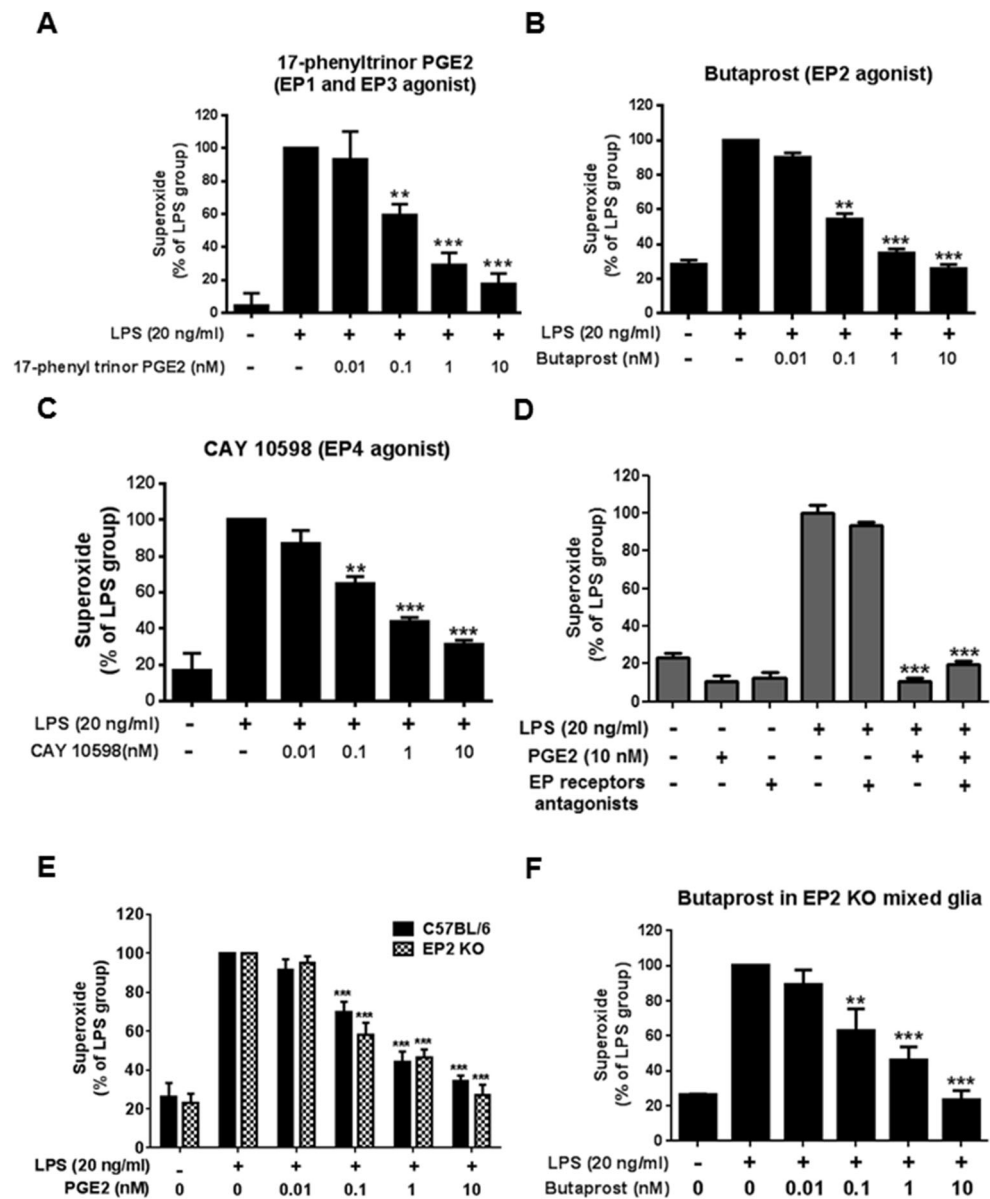 A
17-phenyltrinor PGE2
(EP1 and EP3 agonist)
Superoxide
(% of LPS group)
120
100
80
60
40
20
0
**
***
***
LPS (20 ng/ml) - + + + + +
17-phenyl trinor PGE2 (nM) - - 0.01 0.1 1 10
B
Butaprost (EP2 agonist)
Superoxide
(% of LPS group)
120
100
80
60
40
20
0
**
***
***
LPS (20 ng/ml) - + + + + +
Butaprost (nM) - - 0.01 0.1 1 10
C
CAY 10598 (EP4 agonist)
Superoxide
(% of LPS group)
120
100
80
60
40
20
0
**
***
***
LPS (20 ng/ml) - + + + + +
CAY 10598(nM) - - 0.01 0.1 1 10
D
Superoxide
(% of LPS group)
120
100
80
60
40
20
0
***
***
LPS (20 ng/ml) - - - + + + +
PGE2 (10 nM) - + - - - + +
EP receptors
antagonists - - + - + - +
E
C57BL/6
EP2 KO
Superoxide
(% of LPS group)
120
100
80
60
40
20
0
***
***
***
***
***
***
LPS (20 ng/ml) - + + + + +
PGE2 (nM) 0 0 0.01 0.1 1 10
F
Butaprost in EP2 KO mixed glia
Superoxide
(% of LPS group)
120
100
80
60
40
20
0
**
***
***
LPS (20 ng/ml) - + + + + +
Butaprost (nM) 0 0 0.01 0.1 1 10